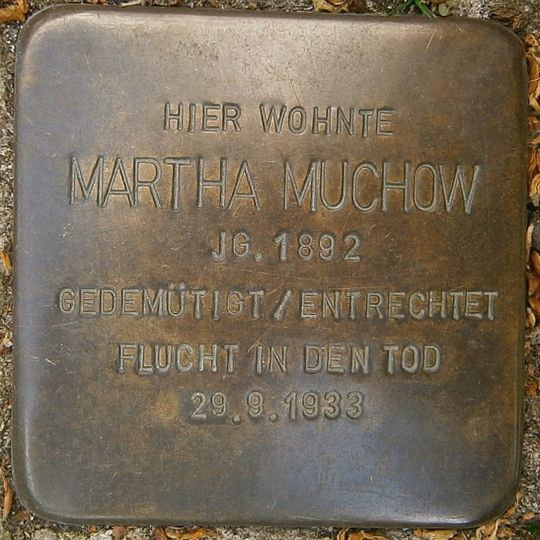 HIER WOHNTE
MARTHA MUCHOW
JG. 1892
GEDEMÜTIGT/ENTRECHTET
FLUCHT IN DEN TOD
29.9.1933